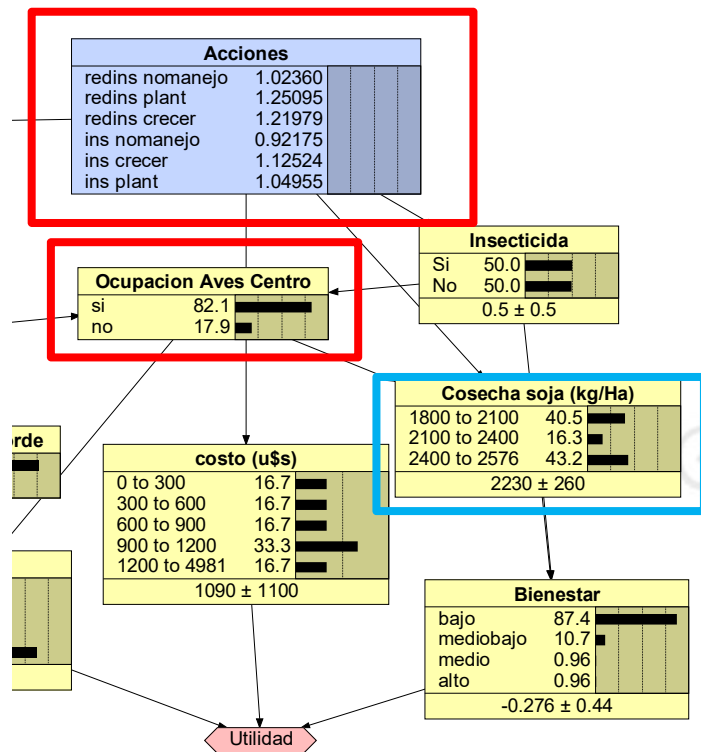 Acciones
redins nomanejo 1.02360
redins plant 1.25095
redins crecer 1.21979
ins nomanejo 0.92175
ins crecer 1.12524
ins plant 1.04955
Insecticida
Si 50.0
No 50.0
0.5 ± 0.5
Ocupacion Aves Centro
si 82.1
no 17.9
Cosecha soja (kg/Ha)
1800 to 2100 40.5
2100 to 2400 16.3
2400 to 2576 43.2
2230 ± 260
orde
costo (u$s)
0 to 300 16.7
300 to 600 16.7
600 to 900 16.7
900 to 1200 33.3
1200 to 4981 16.7
1090 ± 1100
Bienestar
bajo 87.4
mediobajo 10.7
medio 0.96
alto 0.96
-0.276 ± 0.44
Utilidad